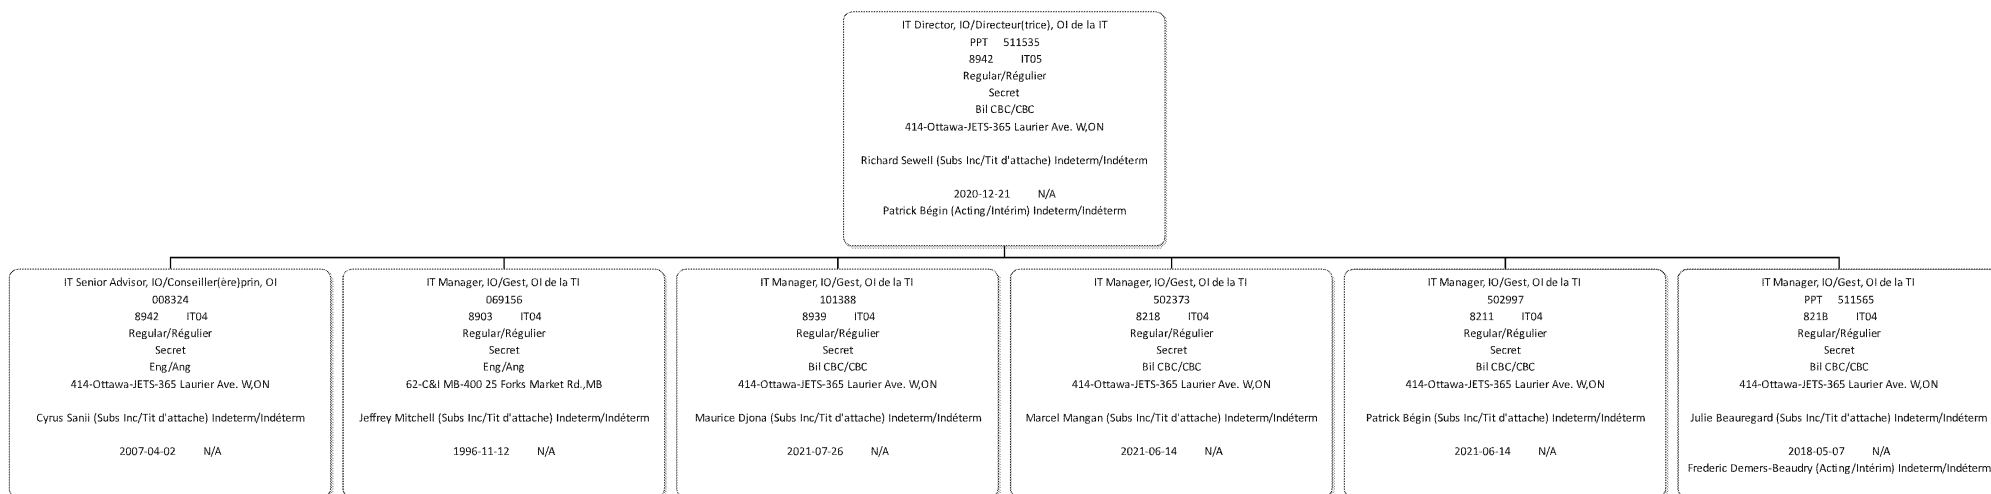 IT Director, IO/Directeur(trice), OI de la IT
PPT 511535
8942 IT05
Regular/Régulier
Secret
Bil CBC/CBC
414-Ottawa-JETS-365 Laurier Ave. W,ON
Richard Sewell (Subs Inc/Tit d'attache) Indeterm/Indéterm
2020-12-21 N/A
Patrick Bégin (Acting/Intérim) Indeterm/Indéterm
IT Senior Advisor, IO/Conseiller(ère)prin, OI
008324
8942 IT04
Regular/Régulier
Secret
Eng/Ang
414-Ottawa-JETS-365 Laurier Ave. W,ON
Cyrus Sanii (Subs Inc/Tit d'attache) Indeterm/Indéterm
2007-04-02 N/A
IT Manager, IO/Gest, OI de la TI
069156
8903 IT04
Regular/Régulier
Secret
Eng/Ang
62-C&I MB-400 25 Forks Market Rd.,MB
Jeffrey Mitchell (Subs Inc/Tit d'attache) Indeterm/Indéterm
1996-11-12 N/A
IT Manager, IO/Gest, OI de la TI
101388
8939 IT04
Regular/Régulier
Secret
Bil CBC/CBC
414-Ottawa-JETS-365 Laurier Ave. W,ON
Maurice Djona (Subs Inc/Tit d'attache) Indeterm/Indéterm
2021-07-26 N/A
IT Manager, IO/Gest, OI de la TI
502373
8218 IT04
Regular/Régulier
Secret
Bil CBC/CBC
414-Ottawa-JETS-365 Laurier Ave. W,ON
Marcel Mangan (Subs Inc/Tit d'attache) Indeterm/Indéterm
2021-06-14 N/A
IT Manager, IO/Gest, OI de la TI
502997
8211 IT04
Regular/Régulier
Secret
Bil CBC/CBC
414-Ottawa-JETS-365 Laurier Ave. W,ON
Patrick Bégin (Subs Inc/Tit d'attache) Indeterm/Indéterm
2021-06-14 N/A
IT Manager, IO/Gest, OI de la TI
PPT 511565
821B IT04
Regular/Régulier
Secret
Bil CBC/CBC
414-Ottawa-JETS-365 Laurier Ave. W,ON
Julie Beauregard (Subs Inc/Tit d'attache) Indeterm/Indéterm
2018-05-07 N/A
Frederic Demers-Beaudry (Acting/Intérim) Indeterm/Indéterm